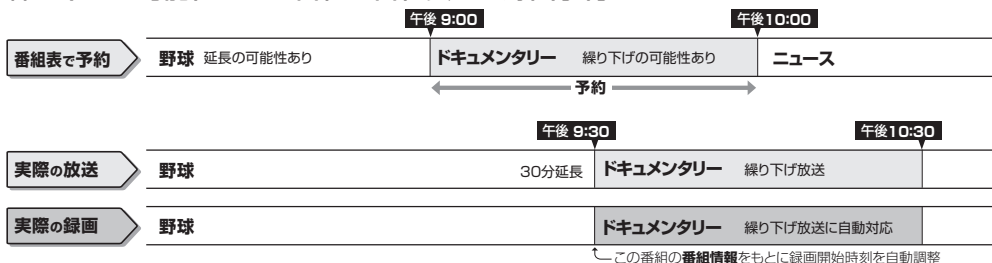 午後 9:00 午後10:00
番組表で予約 野球 延長の可能性あり ドキュメンタリー 繰り下げの可能性あり ニュース
予約
午後 9:30 午後10:30
実際の放送 野球 30分延長 ドキュメンタリー 繰り下げ放送
実際の録画 野球 ドキュメンタリー 繰り下げ放送に自動対応
この番組の番組情報をもとに録画開始時刻を自動調整